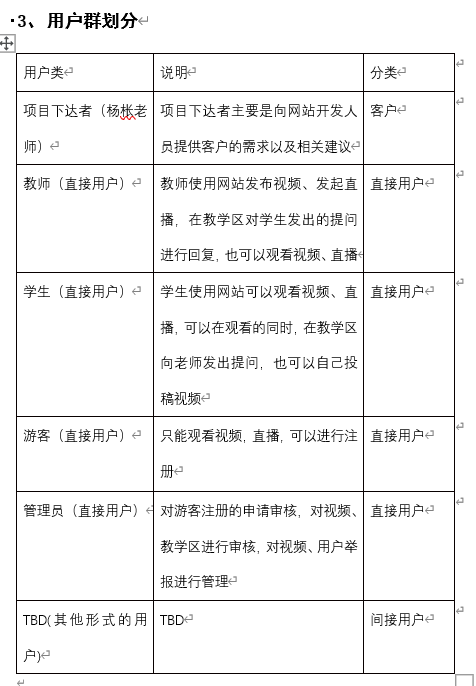 ·3、用户群划分
用户类
说明
分类
项目下达者（杨枨老
师）
项目下达者主要是向网站开发人
员提供客户的需求以及相关建议
客户
教师（直接用户）
教师使用网站发布视频、发起直
播，在教学区对学生发出的提问
进行回复，也可以观看视频、直播
直接用户
学生（直接用户）
学生使用网站可以观看视频、直
播，可以在观看的同时，在教学区
向老师发出提问，也可以自己投
稿视频
直接用户
游客（直接用户）
只能观看视频，直播，可以进行注
册
直接用户
管理员（直接用户）
对游客注册的申请审核，对视频、
教学区进行审核，对视频、用户举
报进行管理
直接用户
TBD(其他形式的用
户)
TBD
间接用户